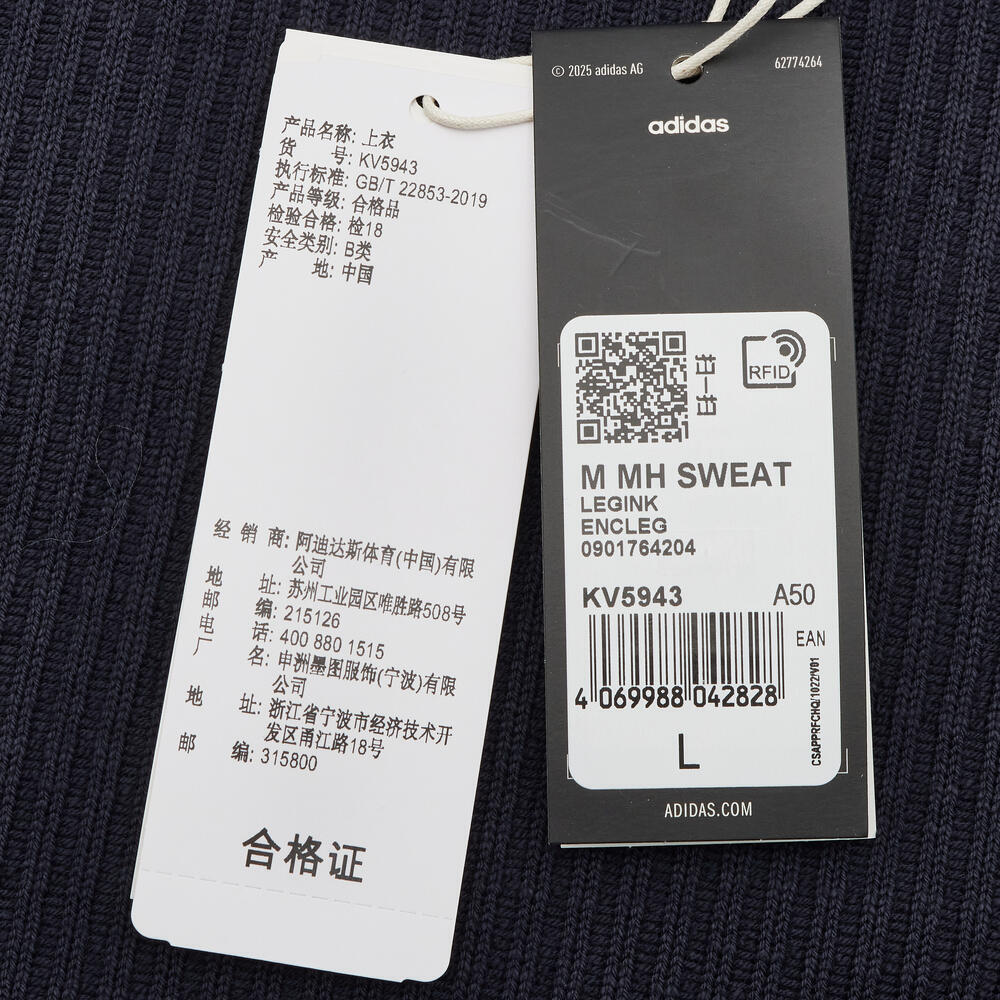 产品名称: 上衣
货 号: KV5943
执行标准: GB/T 22853-2019
产品等级: 合格品
检验合格: 检18
安全类别: B类
产 地: 中国
经 销 商: 阿迪达斯体育(中国)有限
公司
地 址: 苏州工业园区唯胜路508号
邮 编: 215126
电 话: 400 880 1515
厂 名: 申洲墨图服饰(宁波)有限
公司
地 址: 浙江省宁波市经济技术开
发区甬江路18号
邮 编: 315800
合格证
© 2025 adidas AG
62774264
adidas
扫一扫
RFID
M MH SWEAT
LEGINK
ENCLEG
0901764204
KV5943 A50
EAN
4 069988 042828
CSAPPRFCHQ/1022/V01
L
ADIDAS.COM